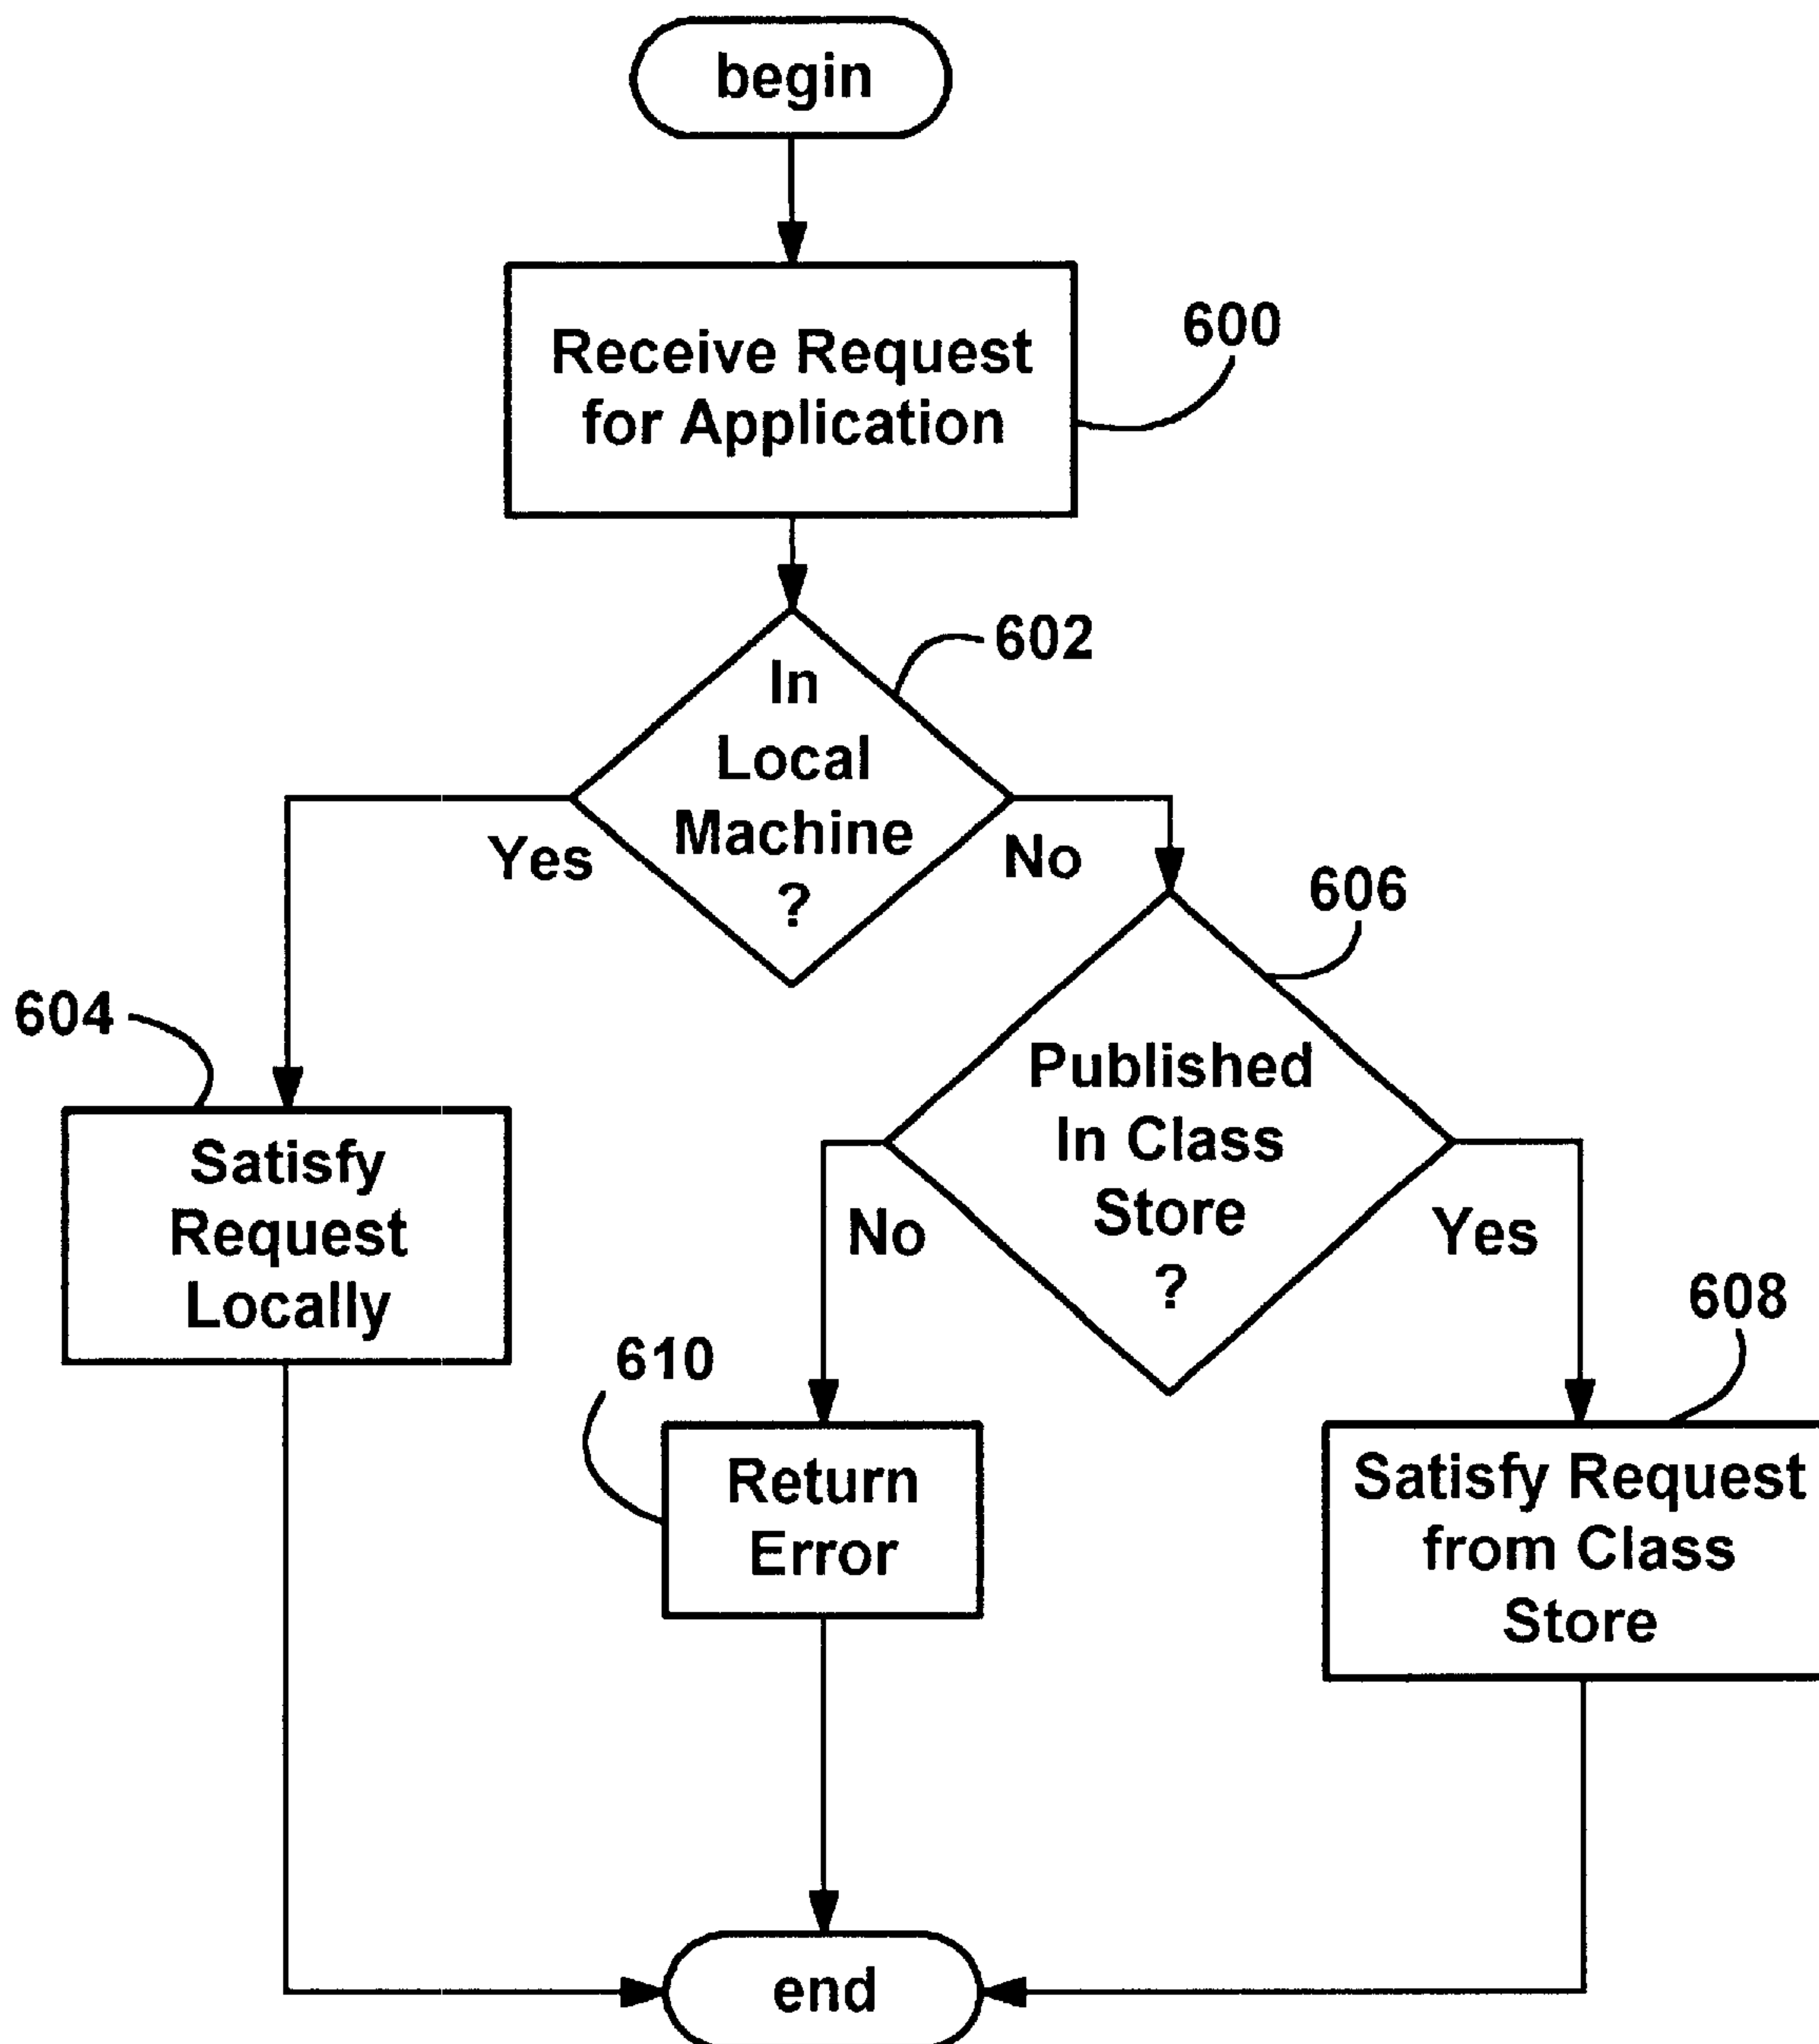 begin
Receive Request
for Application
600
602
In
Local
Machine
?
Yes
No
606
604
Published
In Class
Store
?
Satisfy
Request
Locally
No
Yes
608
610
Return
Error
Satisfy Request
from Class
Store
end